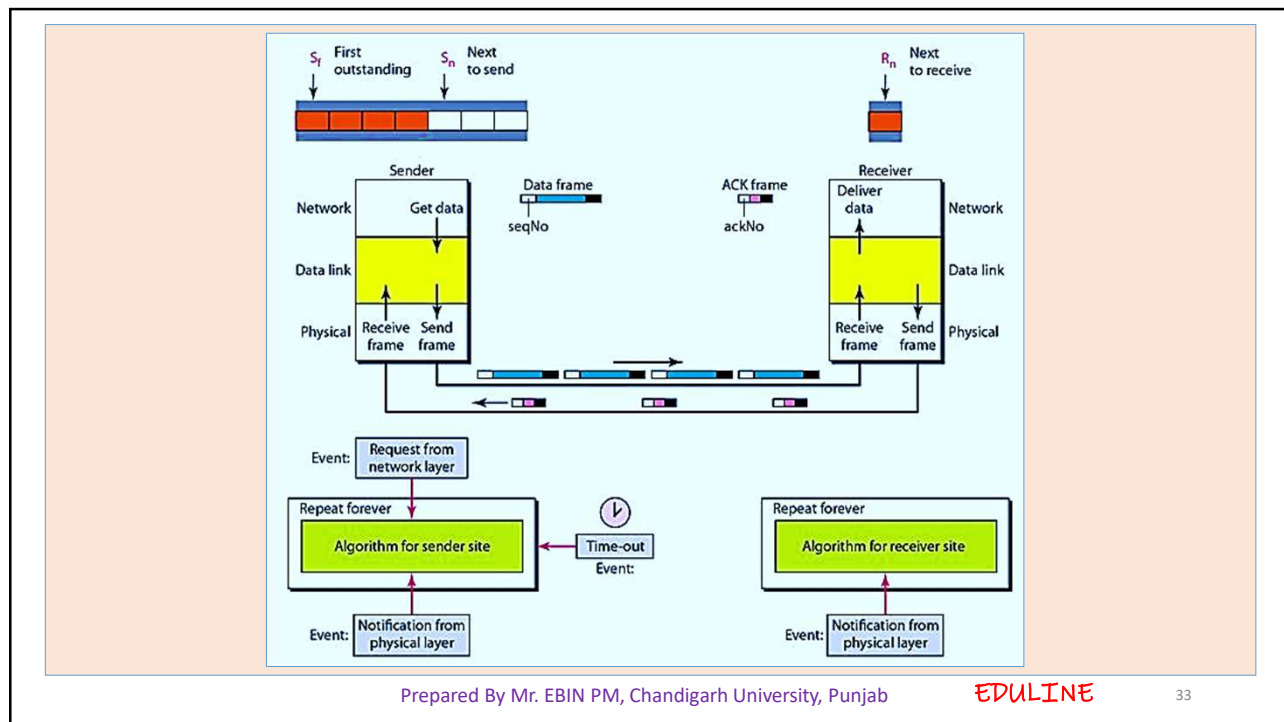 Sf First
outstanding
Sn Next
to send
Rn Next
to receive
Sender
Receiver
Data frame
seqNo
ACK frame
ackNo
Network
Get data
Deliver
data
Network
Data link
Data link
Physical
Receive
frame
Send
frame
Receive
frame
Send
frame
Physical
Event:
Request from
network layer
Repeat forever
Algorithm for sender site
Time-out
Event:
Event:
Notification from
physical layer
Repeat forever
Algorithm for receiver site
Event:
Notification from
physical layer
Prepared By Mr. EBIN PM, Chandigarh University, Punjab
EDULINE
33